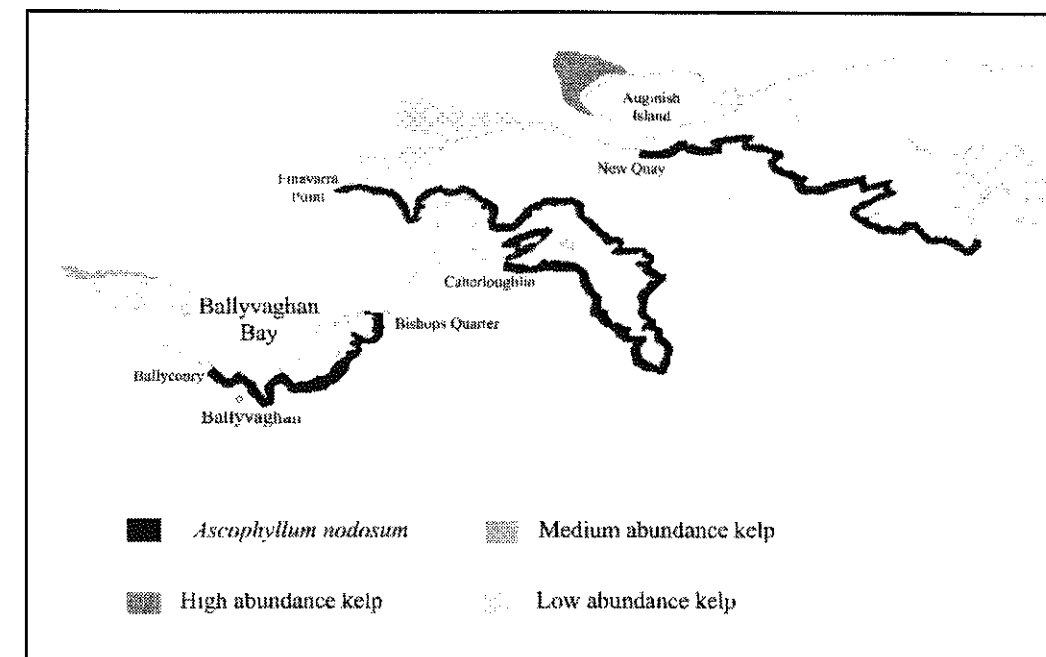 Aughinish
Island
New Quay
Finavarra
Point
Caherloughlin
Ballyvaghan
Bay
Bishops Quarter
Ballyconry
Ballyvaghan
Ascophyllum nodosum
Medium abundance kelp
High abundance kelp
Low abundance kelp